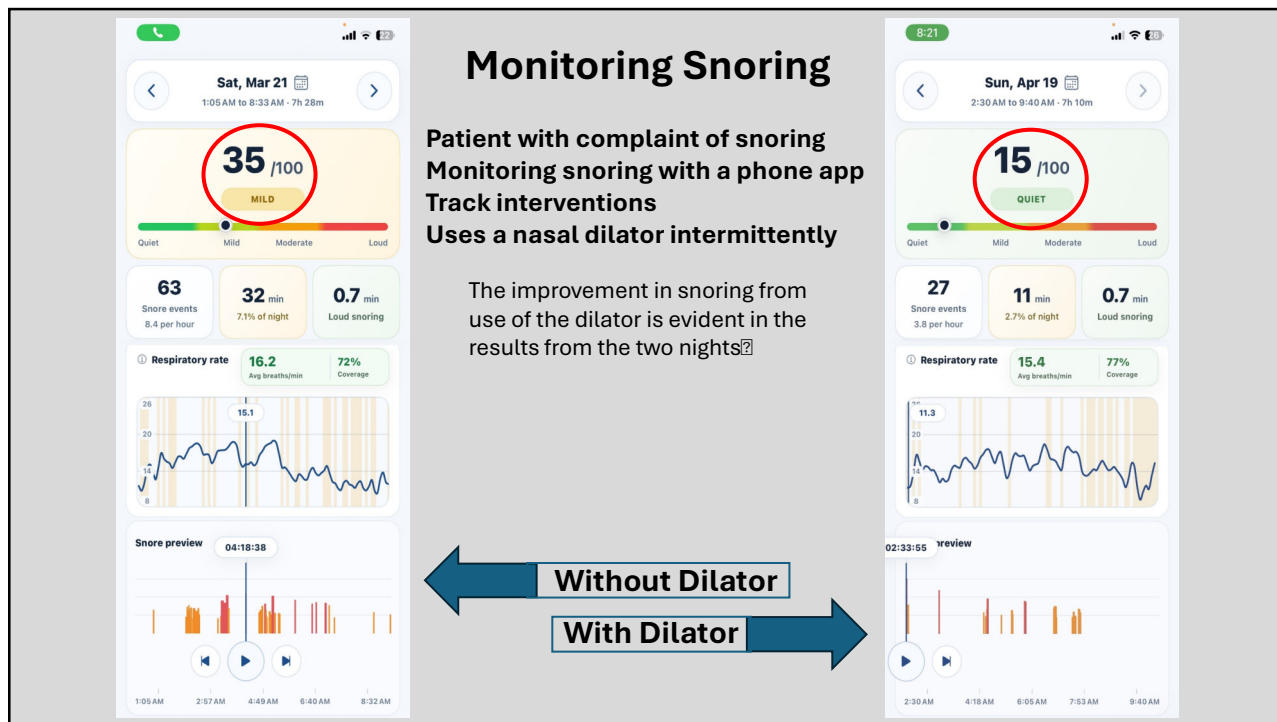 Monitoring Snoring
Patient with complaint of snoring
Monitoring snoring with a phone app
Track interventions
Uses a nasal dilator intermittently
The improvement in snoring from
use of the dilator is evident in the
results from the two nights⍰
Without Dilator
With Dilator
22
Sat, Mar 21
1:05 AM to 8:33 AM · 7h 28m
35 /100
MILD
Quiet Mild Moderate Loud
63 32 min 0.7 min
Snore events 7.1% of night Loud snoring
8.4 per hour
Respiratory rate 16.2 72%
Avg breaths/min Coverage
26
15.1
20
14
8
Snore preview 04:18:38
1:05 AM 2:57 AM 4:49 AM 6:40 AM 8:32 AM
8:21
Sun, Apr 19
2:30 AM to 9:40 AM · 7h 10m
15 /100
QUIET
Quiet Mild Moderate Loud
27 11 min 0.7 min
Snore events 2.7% of night Loud snoring
3.8 per hour
Respiratory rate 15.4 77%
Avg breaths/min Coverage
11.3
20
14
8
02:33:55 preview
2:30 AM 4:18 AM 6:05 AM 7:53 AM 9:40 AM